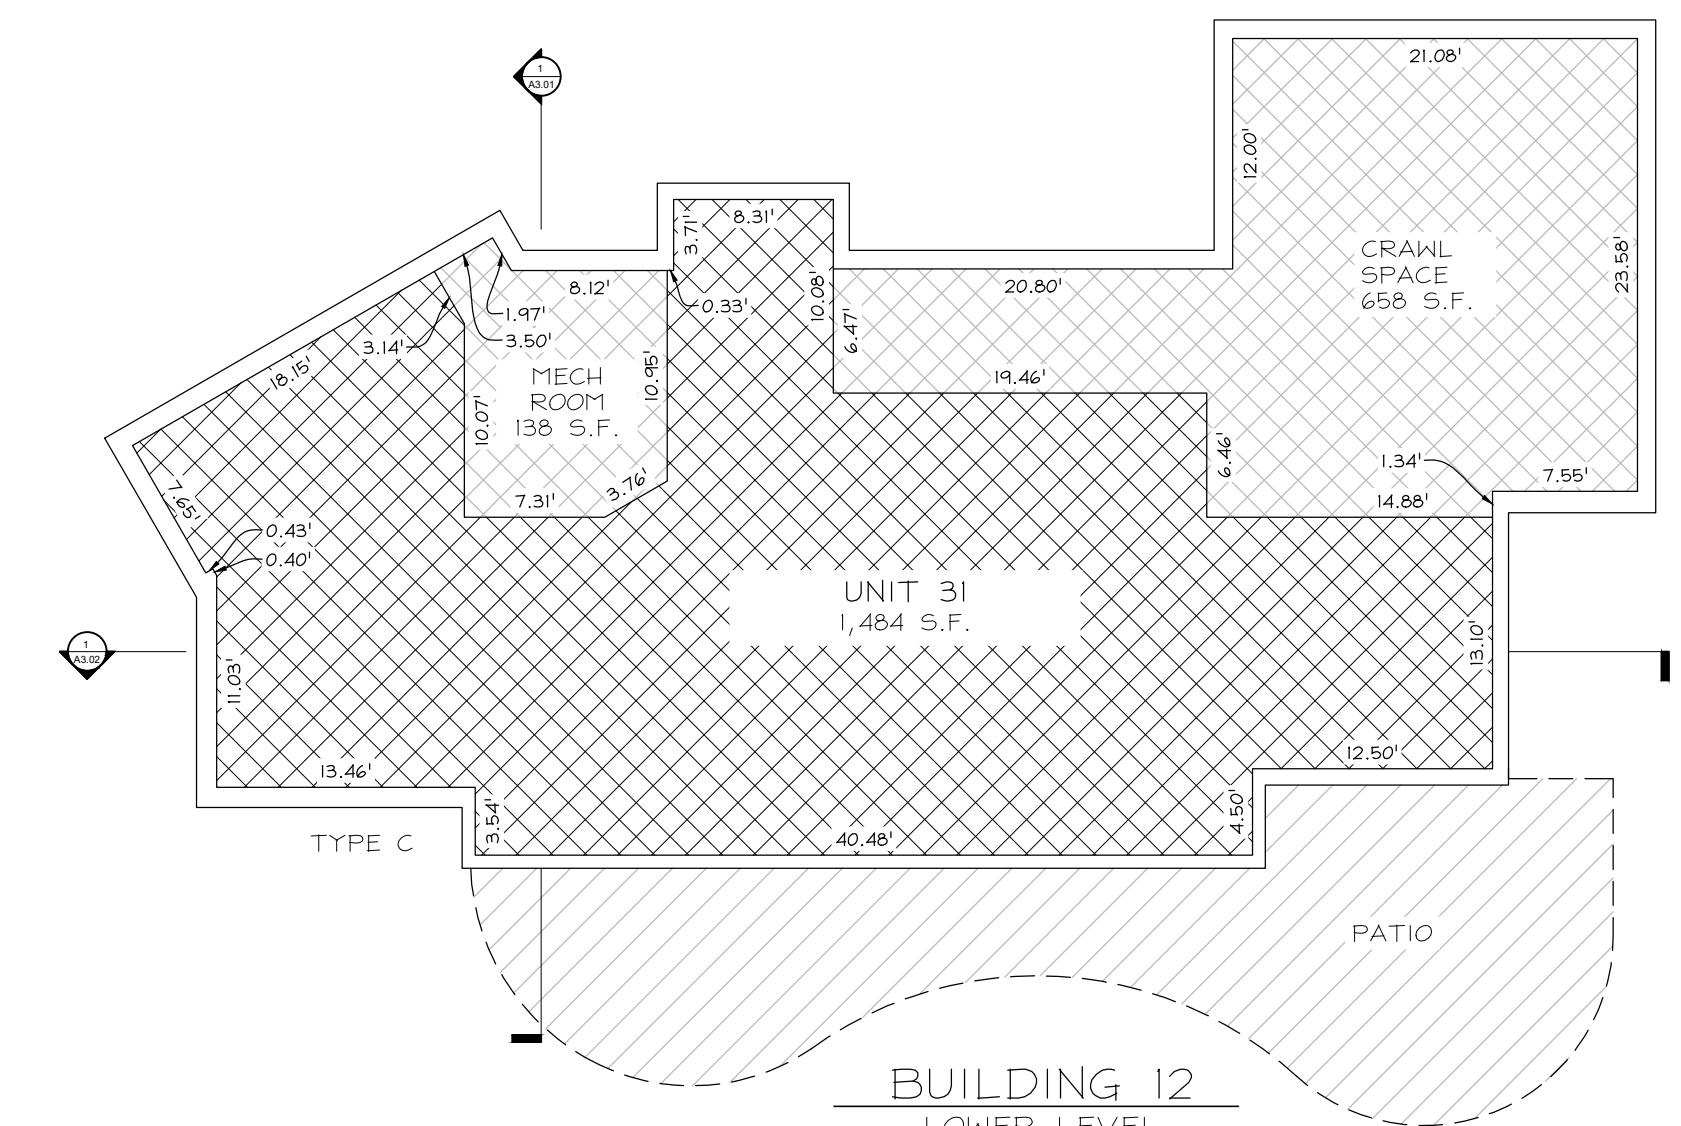 21.08'
1
A3.01
12.00'
8.31'
3.71'
CRAWL
SPACE
658 S.F.
23.58'
8.12'
20.80'
10.08'
0.33'
1.97'
6.47'
3.14'
3.50'
18.15'
MECH
ROOM
138 S.F.
10.95'
19.46'
10.07'
6.46'
1.34'
7.55'
7.65'
7.31'
3.76'
14.88'
0.43'
0.40'
UNIT 31
1,484 S.F.
1
A3.02
13.10'
11.03'
13.46'
12.50'
3.54'
4.50'
40.48'
TYPE C
PATIO
BUILDING 12
LOWER LEVEL